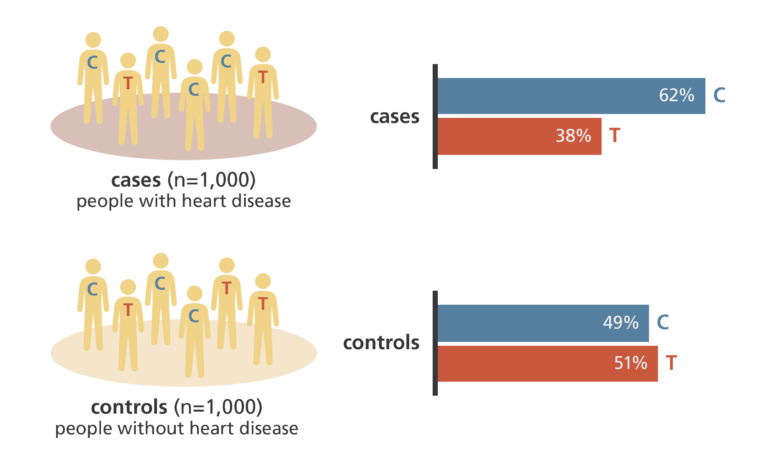 C
T
C
C
C
T
cases (n=1,000)
people with heart disease
cases
62% C
38% T
C
T
C
C
T
T
controls (n=1,000)
people without heart disease
controls
49% C
51% T